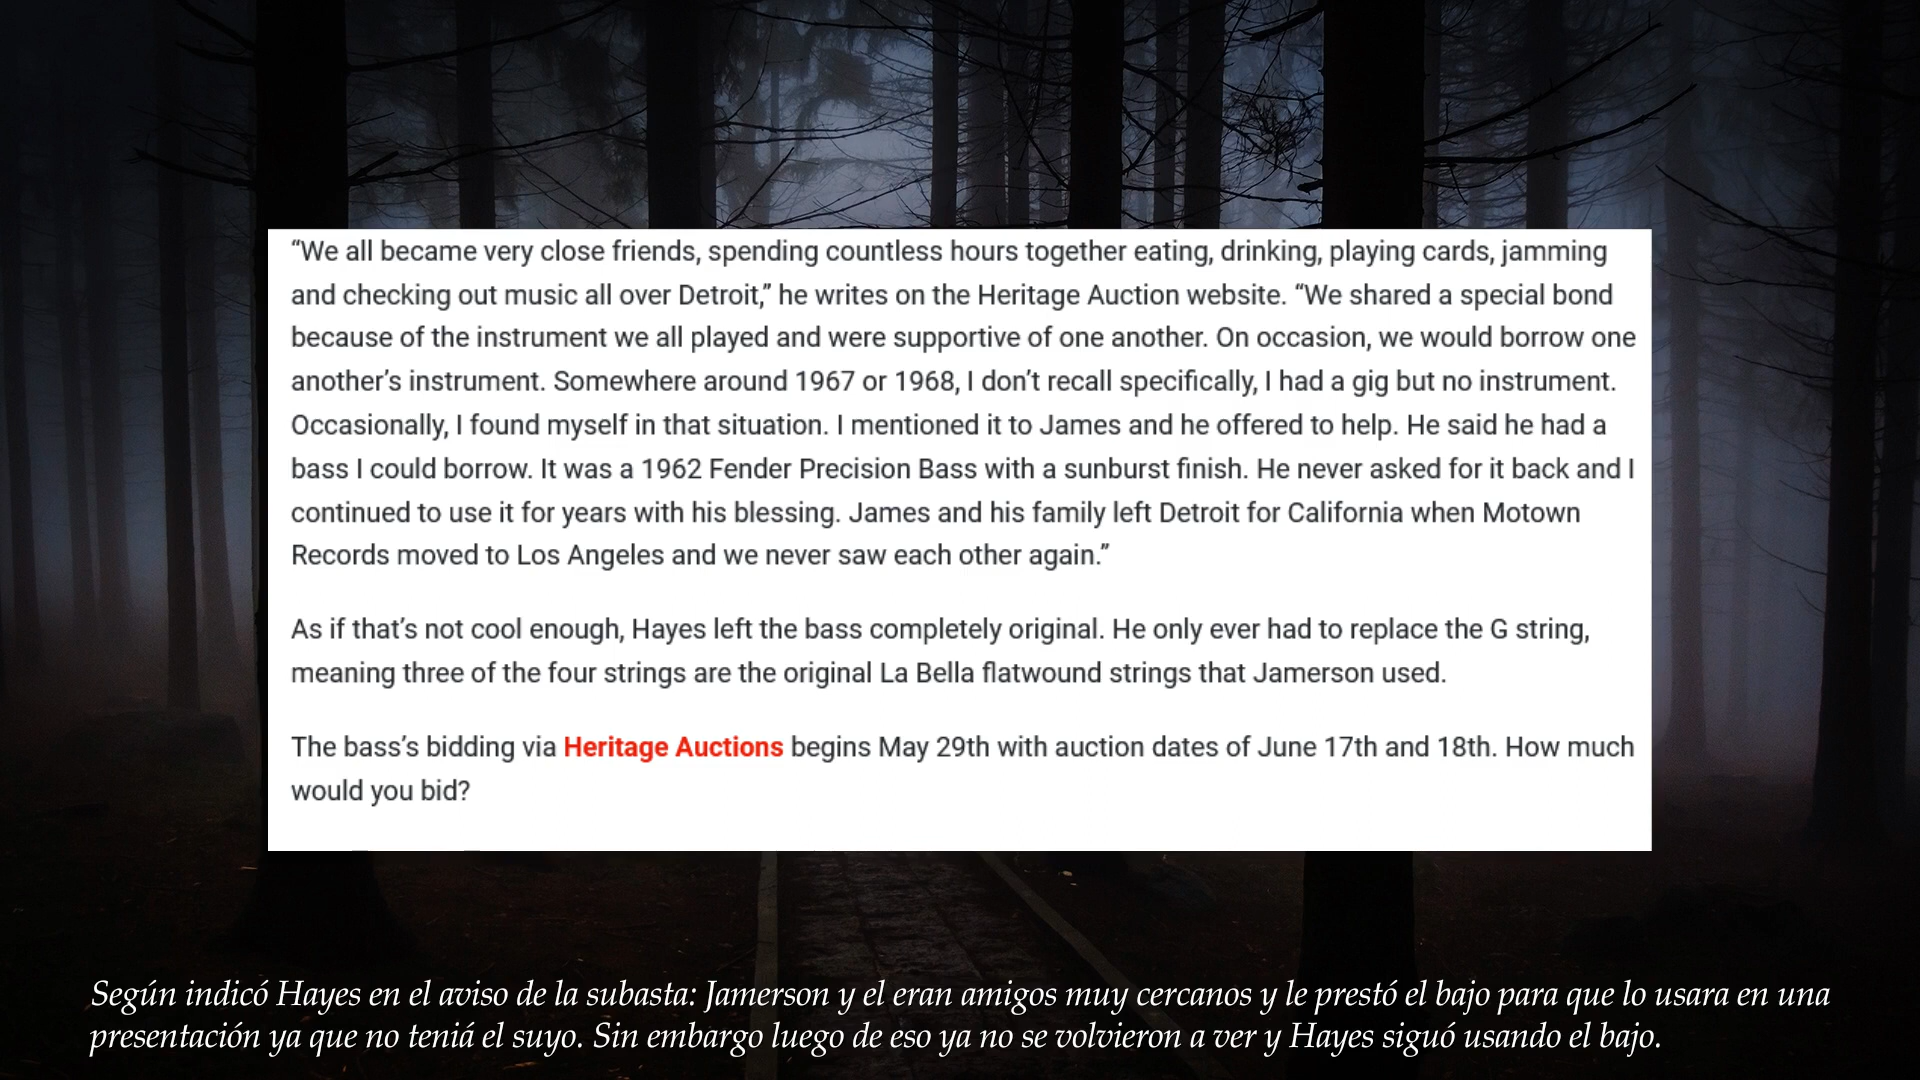 “We all became very close friends, spending countless hours together eating, drinking, playing cards, jamming
and checking out music all over Detroit,” he writes on the Heritage Auction website. “We shared a special bond
because of the instrument we all played and were supportive of one another. On occasion, we would borrow one
another’s instrument. Somewhere around 1967 or 1968, I don’t recall specifically, I had a gig but no instrument.
Occasionally, I found myself in that situation. I mentioned it to James and he offered to help. He said he had a
bass I could borrow. It was a 1962 Fender Precision Bass with a sunburst finish. He never asked for it back and I
continued to use it for years with his blessing. James and his family left Detroit for California when Motown
Records moved to Los Angeles and we never saw each other again.”
As if that’s not cool enough, Hayes left the bass completely original. He only ever had to replace the G string,
meaning three of the four strings are the original La Bella flatwound strings that Jamerson used.
The bass’s bidding via Heritage Auctions begins May 29th with auction dates of June 17th and 18th. How much
would you bid?
Según indicó Hayes en el aviso de la subasta: Jamerson y el eran amigos muy cercanos y le prestó el bajo para que lo usara en una
presentación ya que no teniá el suyo. Sin embargo luego de eso ya no se volvieron a ver y Hayes siguó usando el bajo.